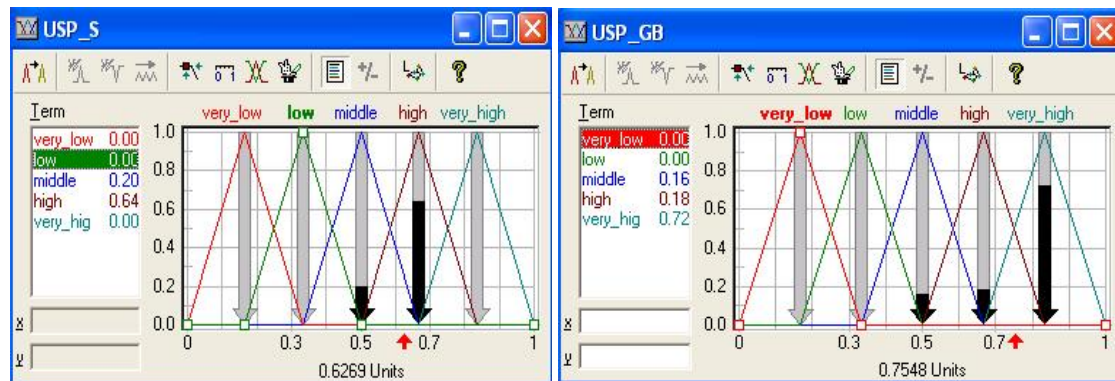 USP_S
Term
very_low low middle high very_high
very_low 0.00
low 0.00
middle 0.20
high 0.64
very_hig 0.00
1.0
0.8
0.6
0.4
0.2
0.0
x
y
0 0.3 0.5 0.7 1
0.6269 Units
USP_GB
Term
very_low low middle high very_high
very_low 0.00
low 0.00
middle 0.16
high 0.18
very_hig 0.72
1.0
0.8
0.6
0.4
0.2
0.0
x
y
0 0.3 0.5 0.7 1
0.7548 Units